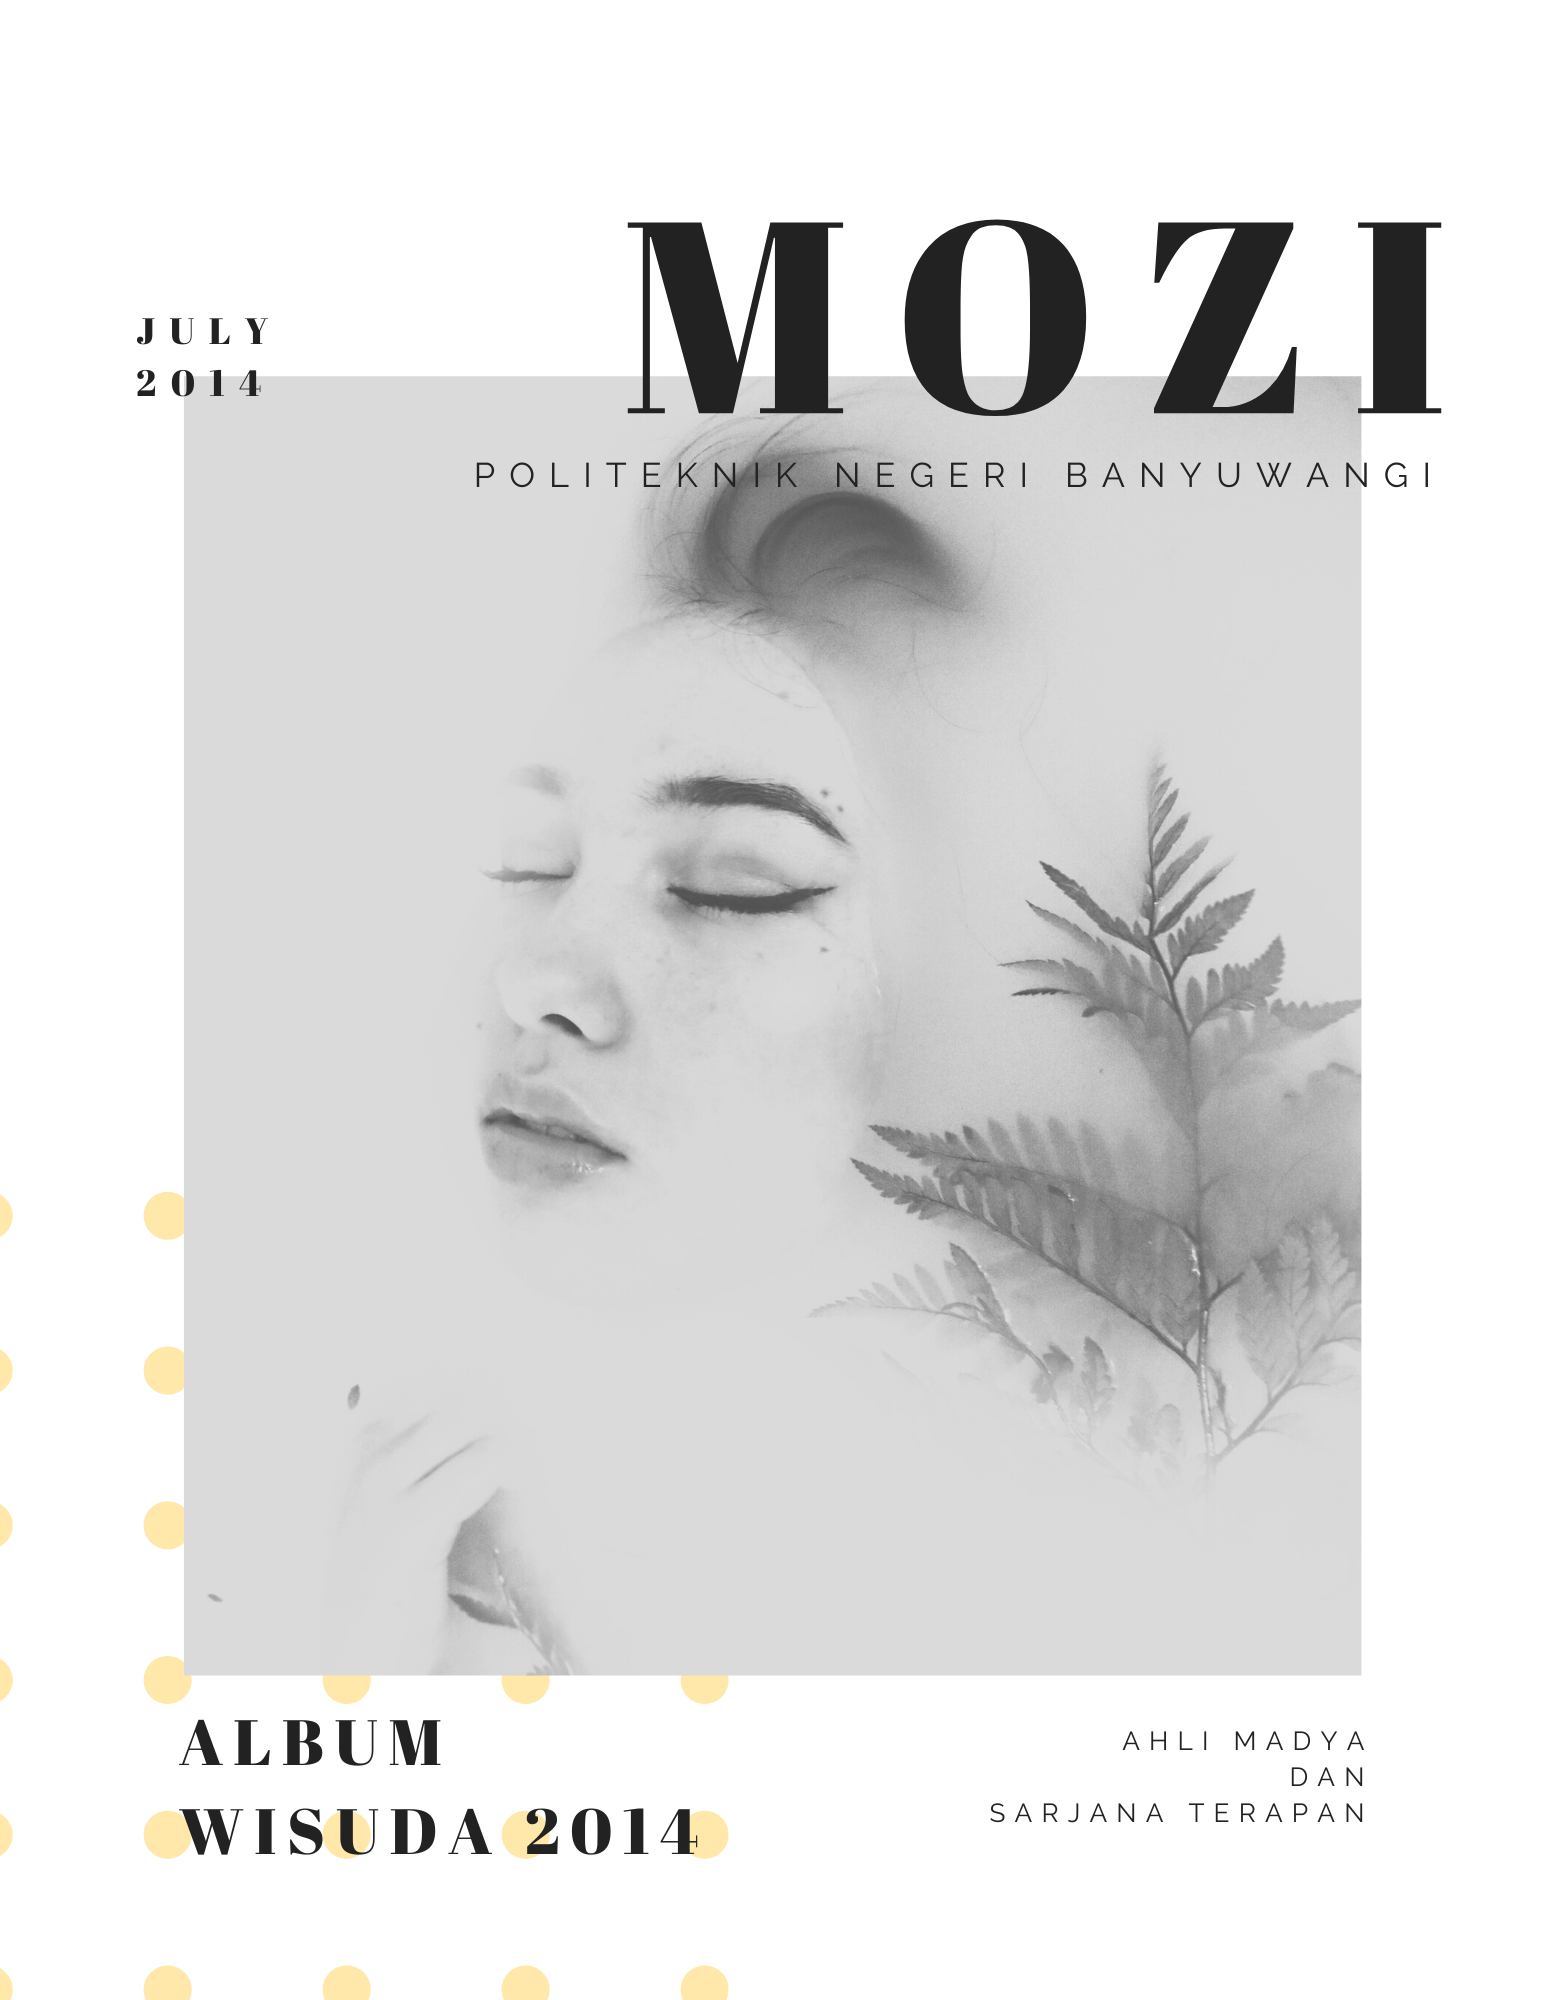 MOZI
JULY
2014
POLITEKNIK NEGERI BANYUWANGI
ALBUM
WISUDA 2014
AHLI MADYA
DAN
SARJANA TERAPAN